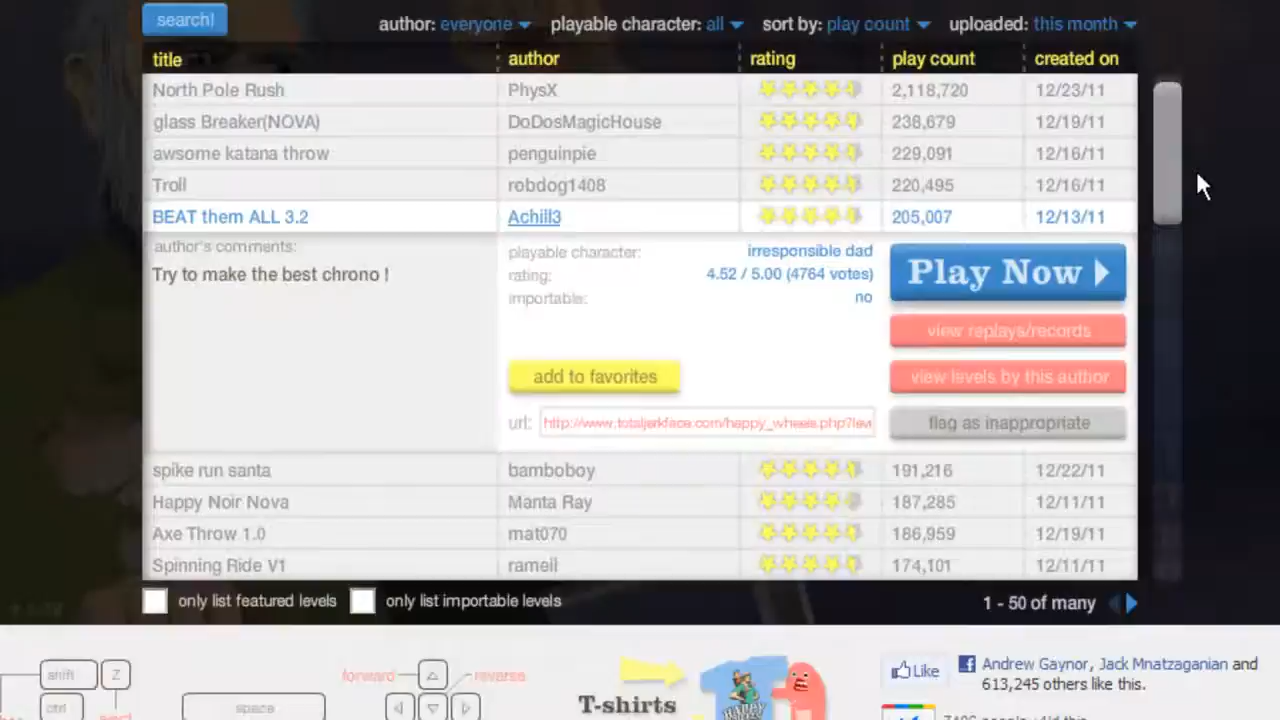 search!
author: everyone playable character: all sort by: play count uploaded: this month
title author rating play count created on
North Pole Rush PhysX 2,118,720 12/23/11
glass Breaker(NOVA) DoDosMagicHouse 238,679 12/19/11
awsome katana throw penguinpie 229,091 12/16/11
Troll robdog1408 220,495 12/16/11
BEAT them ALL 3.2 Achill3 205,007 12/13/11
author's comments:
Try to make the best chrono !
playable character: irresponsible dad
rating: 4.52 / 5.00 (4764 votes)
importable: no
add to favorites
url: http://www.totaljerkface.com/happy_wheels.php?lev
Play Now
view replays/records
view levels by this author
flag as inappropriate
spike run santa bamboboy 191,216 12/22/11
Happy Noir Nova Manta Ray 187,285 12/11/11
Axe Throw 1.0 mat070 186,959 12/19/11
Spinning Ride V1 rameil 174,101 12/11/11
only list featured levels only list importable levels 1 - 50 of many
shift Z
ctrl
space
forward reverse
T-shirts
HAPPY
Like
Andrew Gaynor, Jack Mnatzaganian and
613,245 others like this.